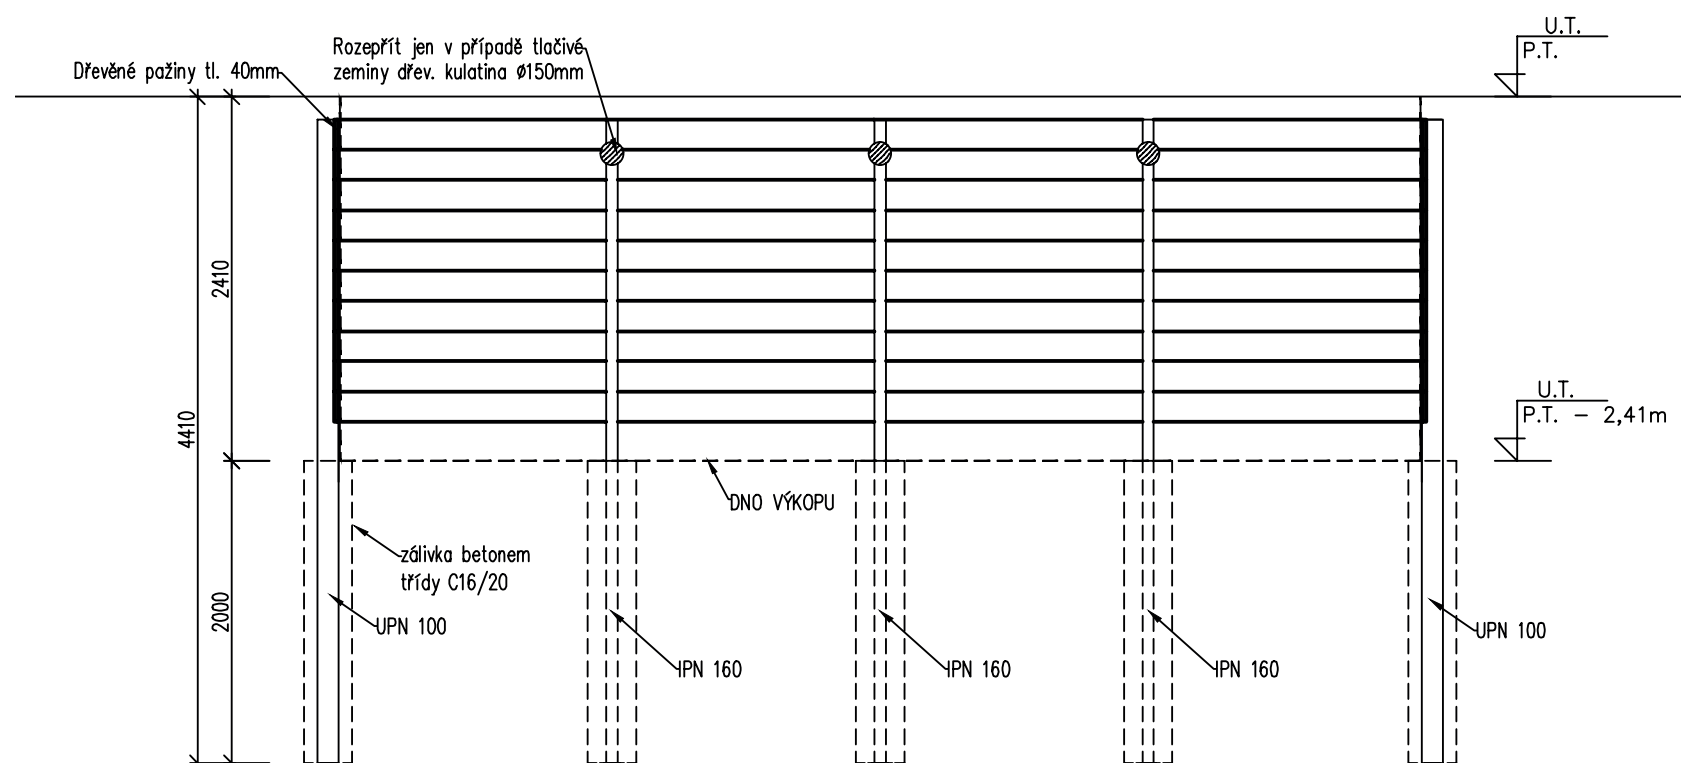 U.T.
P.T.
Rozepřít jen v případě tlačivé
zeminy dřev. kulatina ø150mm
Dřevěné pažiny tl. 40mm
2410
4410
2000
U.T.
P.T. - 2,41m
DNO VÝKOPU
zálivka betonem
třídy C16/20
UPN 100
IPN 160
IPN 160
IPN 160
UPN 100